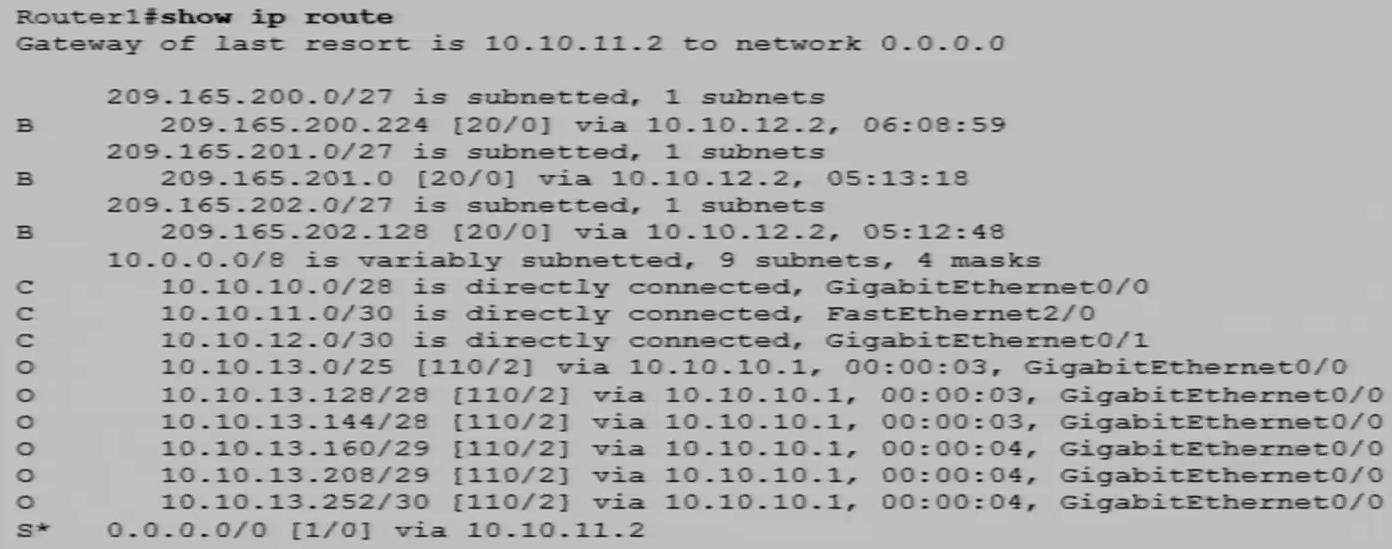 Router1#show ip route
Gateway of last resort is 10.10.11.2 to network 0.0.0.0
209.165.200.0/27 is subnetted, 1 subnets
B 209.165.200.224 [20/0] via 10.10.12.2, 06:08:59
209.165.201.0/27 is subnetted, 1 subnets
B 209.165.201.0 [20/0] via 10.10.12.2, 05:13:18
209.165.202.0/27 is subnetted, 1 subnets
B 209.165.202.128 [20/0] via 10.10.12.2, 05:12:48
10.0.0.0/8 is variably subnetted, 9 subnets, 4 masks
C 10.10.10.0/28 is directly connected, GigabitEthernet0/0
C 10.10.11.0/30 is directly connected, FastEthernet2/0
C 10.10.12.0/30 is directly connected, GigabitEthernet0/1
O 10.10.13.0/25 [110/2] via 10.10.10.1, 00:00:03, GigabitEthernet0/0
O 10.10.13.128/28 [110/2] via 10.10.10.1, 00:00:03, GigabitEthernet0/0
O 10.10.13.144/28 [110/2] via 10.10.10.1, 00:00:03, GigabitEthernet0/0
O 10.10.13.160/29 [110/2] via 10.10.10.1, 00:00:04, GigabitEthernet0/0
O 10.10.13.208/29 [110/2] via 10.10.10.1, 00:00:04, GigabitEthernet0/0
O 10.10.13.252/30 [110/2] via 10.10.10.1, 00:00:04, GigabitEthernet0/0
S* 0.0.0.0/0 [1/0] via 10.10.11.2